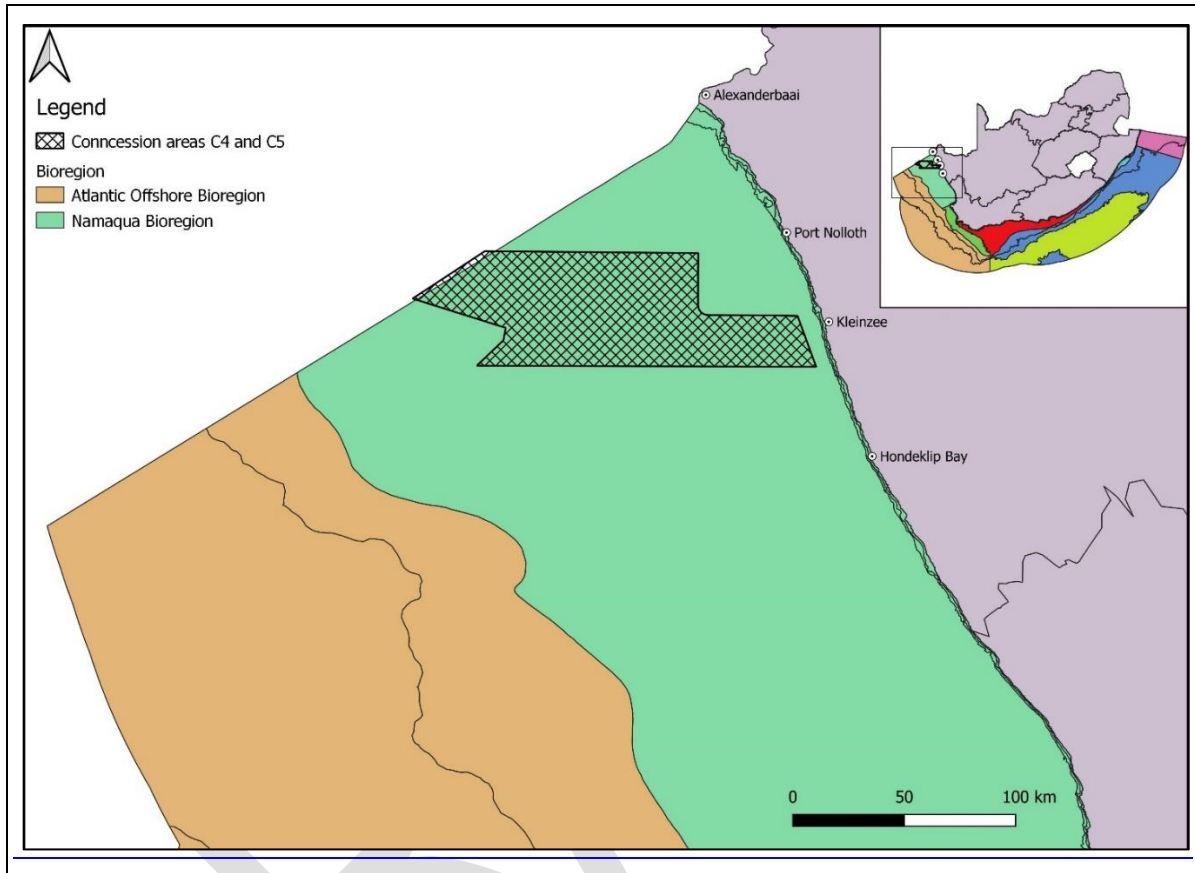 Legend
Conncession areas C4 and C5
Bioregion
Atlantic Offshore Bioregion
Namaqua Bioregion
Alexanderbaai
Port Nolloth
Kleinzee
Hondeklip Bay
0 50 100 km